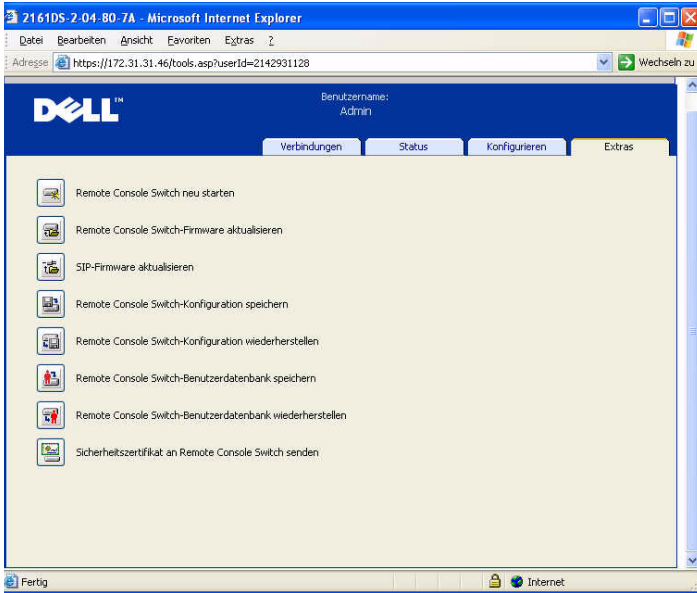 2161DS-2-04-80-7A - Microsoft Internet Explorer
Datei Bearbeiten Ansicht Favoriten Extras ?
Adresse https://172.31.31.46/tools.asp?userId=2142931128 Wechseln zu
DELL™
Benutzername:
Admin
Verbindungen Status Konfigurieren Extras
Remote Console Switch neu starten
Remote Console Switch-Firmware aktualisieren
SIP-Firmware aktualisieren
Remote Console Switch-Konfiguration speichern
Remote Console Switch-Konfiguration wiederherstellen
Remote Console Switch-Benutzerdatenbank speichern
Remote Console Switch-Benutzerdatenbank wiederherstellen
Sicherheitszertifikat an Remote Console Switch senden
Fertig Internet